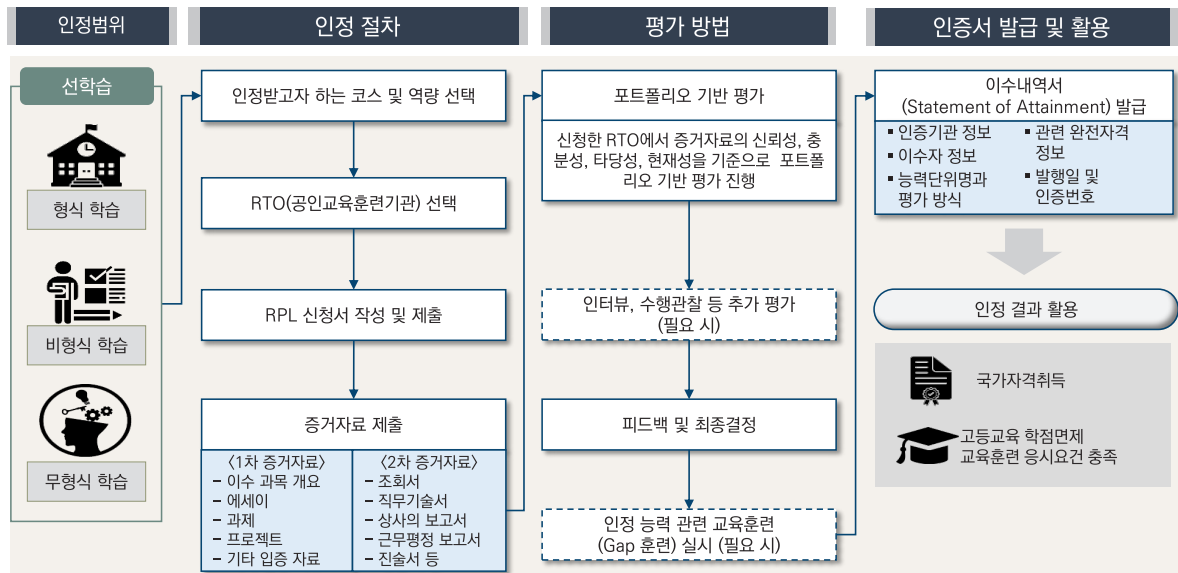 인정범위
인정 절차
평가 방법
인증서 발급 및 활용
선학습
형식 학습
비형식 학습
무형식 학습
인정받고자 하는 코스 및 역량 선택
RTO(공인교육훈련기관) 선택
RPL 신청서 작성 및 제출
증거자료 제출
〈1차 증거자료〉
– 이수 과목 개요
– 에세이
– 과제
– 프로젝트
– 기타 입증 자료
〈2차 증거자료〉
– 조회서
– 직무기술서
– 상사의 보고서
– 근무평정 보고서
– 진술서 등
포트폴리오 기반 평가
신청한 RTO에서 증거자료의 신뢰성, 충
분성, 타당성, 현재성을 기준으로 포트폴
리오 기반 평가 진행
인터뷰, 수행관찰 등 추가 평가
(필요 시)
피드백 및 최종결정
인정 능력 관련 교육훈련
(Gap 훈련) 실시 (필요 시)
이수내역서
(Statement of Attainment) 발급
▪ 인증기관 정보
▪ 이수자 정보
▪ 능력단위명과
평가 방식
▪ 관련 완전자격
정보
▪ 발행일 및
인증번호
인정 결과 활용
국가자격취득
고등교육 학점면제
교육훈련 응시요건 충족